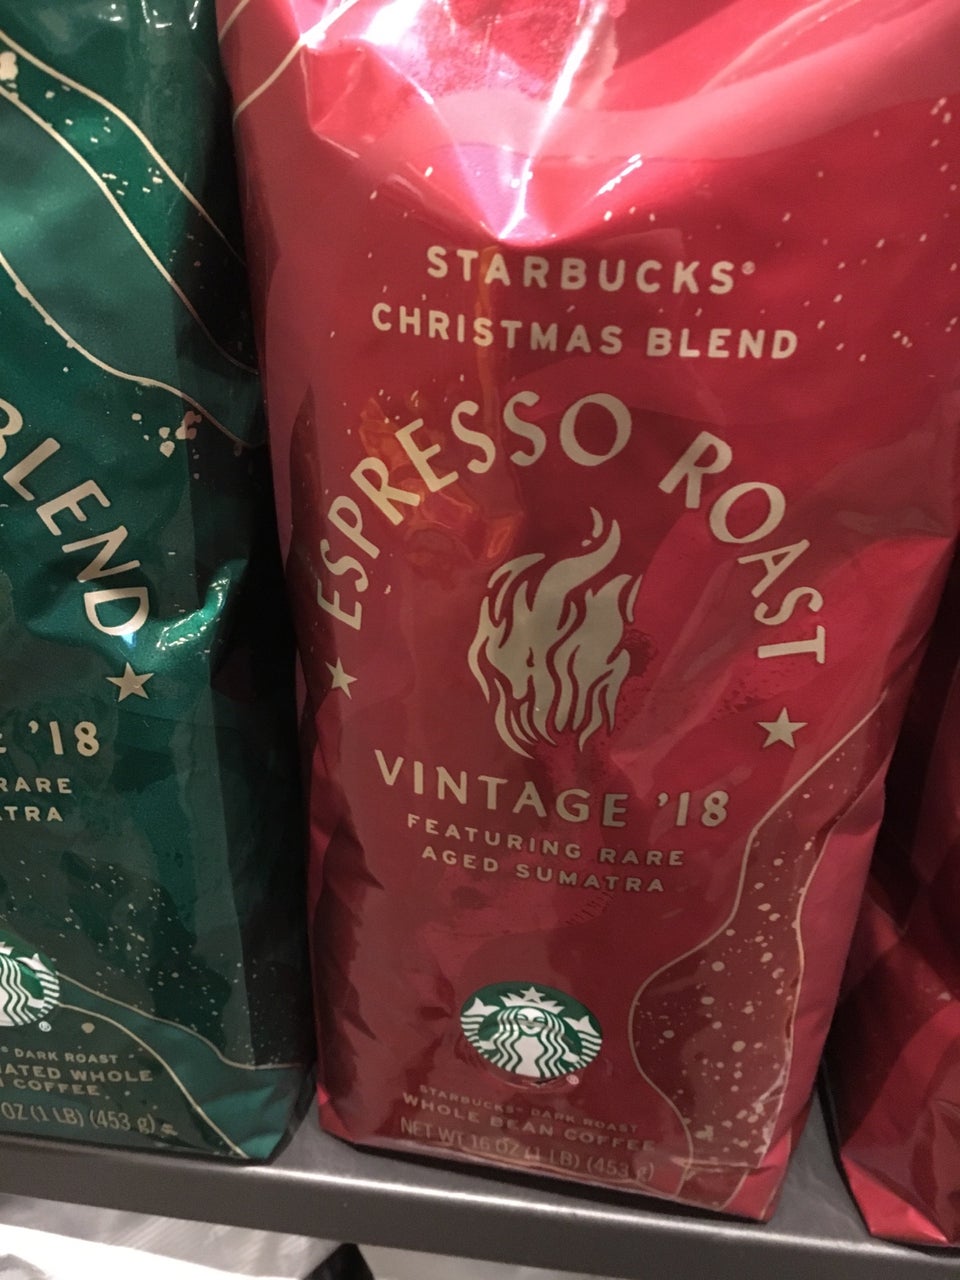 STARBUCKS®
CHRISTMAS BLEND
ESPRESSO ROAST
VINTAGE '18
FEATURING RARE
AGED SUMATRA
®
STARBUCKS® DARK ROAST
WHOLE BEAN COFFEE
NET WT 16 OZ (1 LB) (453 g)
BLEND
'18
RARE
®
DARK ROAST
WHOLE
COFFEE
OZ (1 LB) (453 g)